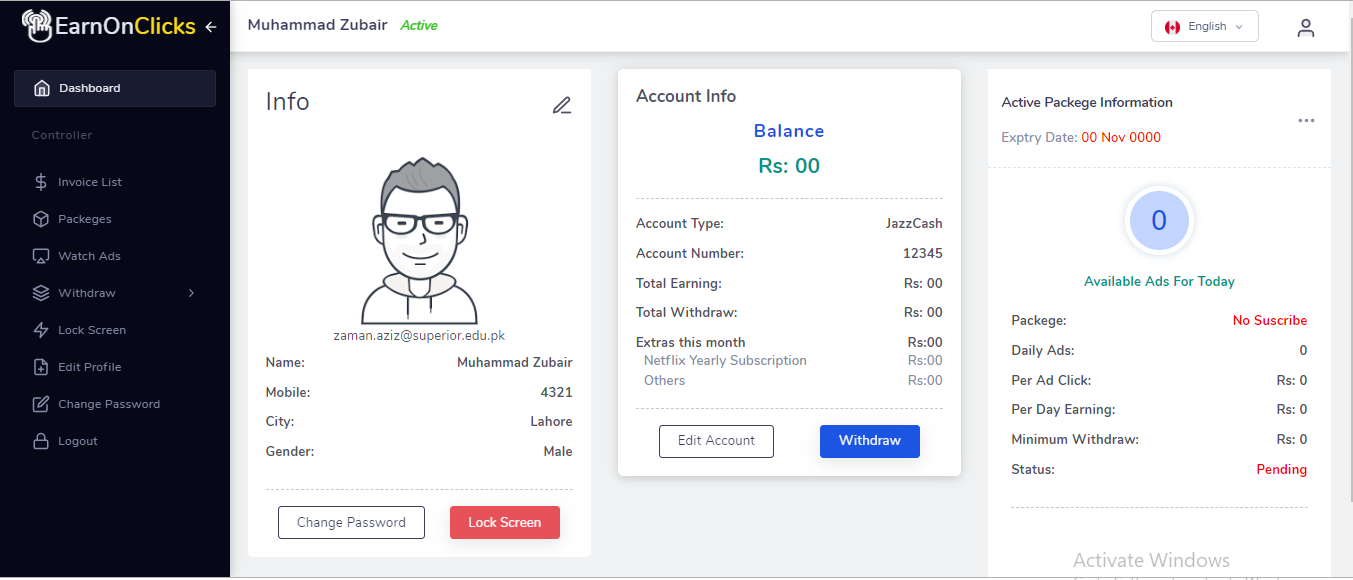 EarnOnClicks
Muhammad Zubair Active
English
Dashboard
Controller
Invoice List
Packeges
Watch Ads
Withdraw
Lock Screen
Edit Profile
Change Password
Logout
Info
zaman.aziz@superior.edu.pk
Name: Muhammad Zubair
Mobile: 4321
City: Lahore
Gender: Male
Change Password Lock Screen
Account Info
Balance
Rs: 00
Account Type: JazzCash
Account Number: 12345
Total Earning: Rs: 00
Total Withdraw: Rs: 00
Extras this month Rs:00
Netflix Yearly Subscription Rs:00
Others Rs:00
Edit Account Withdraw
Active Packege Information
Exptry Date: 00 Nov 0000
0
Available Ads For Today
Packege: No Suscribe
Daily Ads: 0
Per Ad Click: Rs: 0
Per Day Earning: Rs: 0
Minimum Withdraw: Rs: 0
Status: Pending
Activate Windows